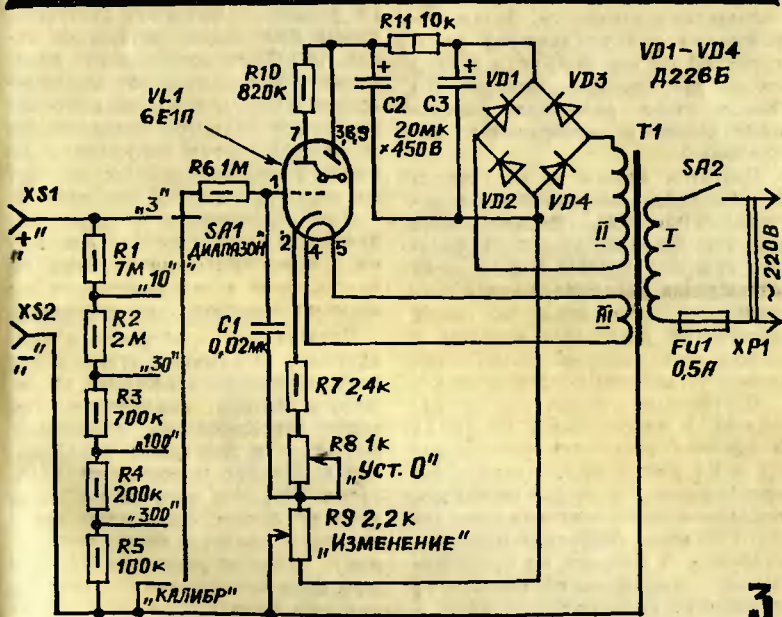 R11 10к
VD1-VD4
Д226Б
VD1
VD3
R10
820к
C2
C3
20мк
×450В
VL1
6Е1П
T1
7
3,8,9
SA2
R6 1М
1
VD2
VD4
XS1
„+"
„3"
SA1
„ДИАПАЗОН"
2
4
5
II
I
~220В
R1
7М
„10"
III
XS2
„-"
C1
0,02мк
R2
2М
FU1
0,5А
XP1
„30"
R7 2,4к
R3
700к
„100"
R8 1к
„Уст. 0"
R4
200к
„300"
R9 2,2к
„ИЗМЕНЕНИЕ"
R5
100к
„КАЛИБР"
3